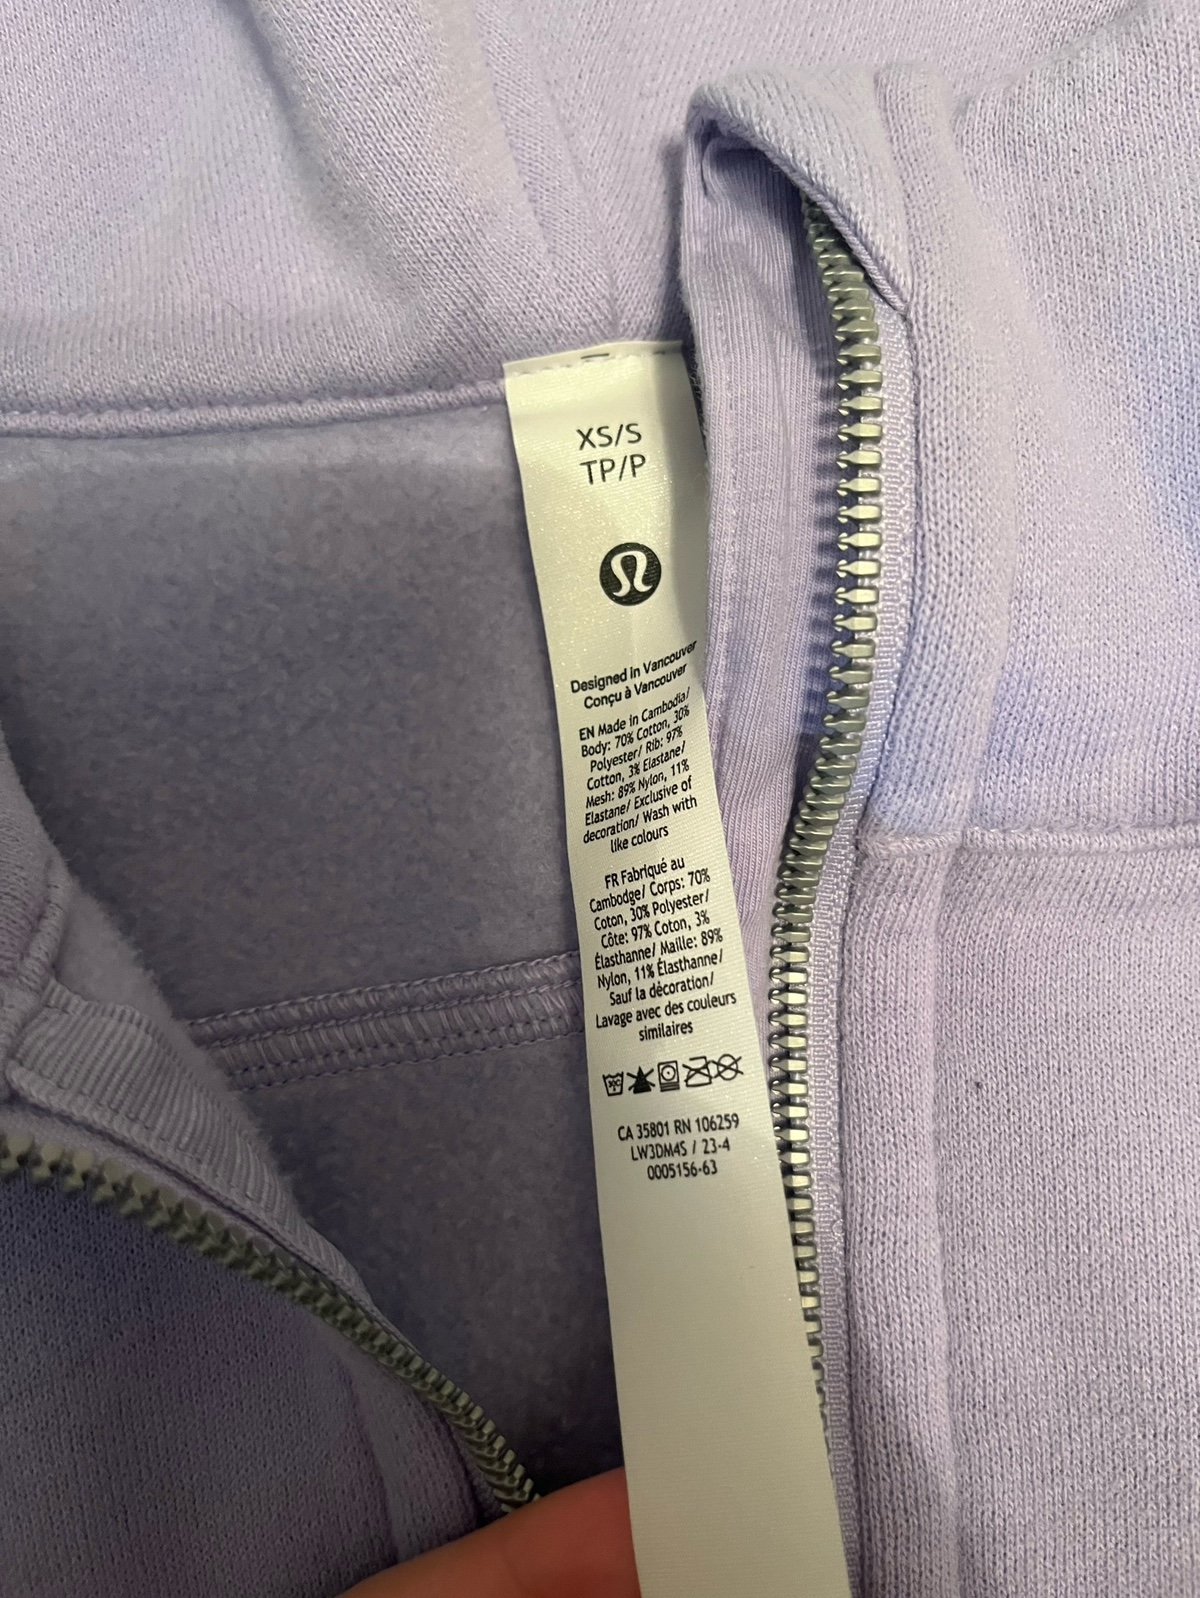 XS/S
TP/P
Designed in Vancouver
Conçu à Vancouver
EN Made in Cambodia/
Body: 70% Cotton, 30%
Polyester/ Rib: 97%
Cotton, 3% Elastane/
Mesh: 89% Nylon, 11%
Elastane/ Exclusive of
decoration/ Wash with
like colours
FR Fabriqué au
Cambodge/ Corps: 70%
Coton, 30% Polyester/
Côte: 97% Coton, 3%
Élasthanne/ Maille: 89%
Nylon, 11% Élasthanne/
Sauf la décoration/
Lavage avec des couleurs
similaires
30C
CA 35801 RN 106259
LW3DM4S / 23-4
0005156-63